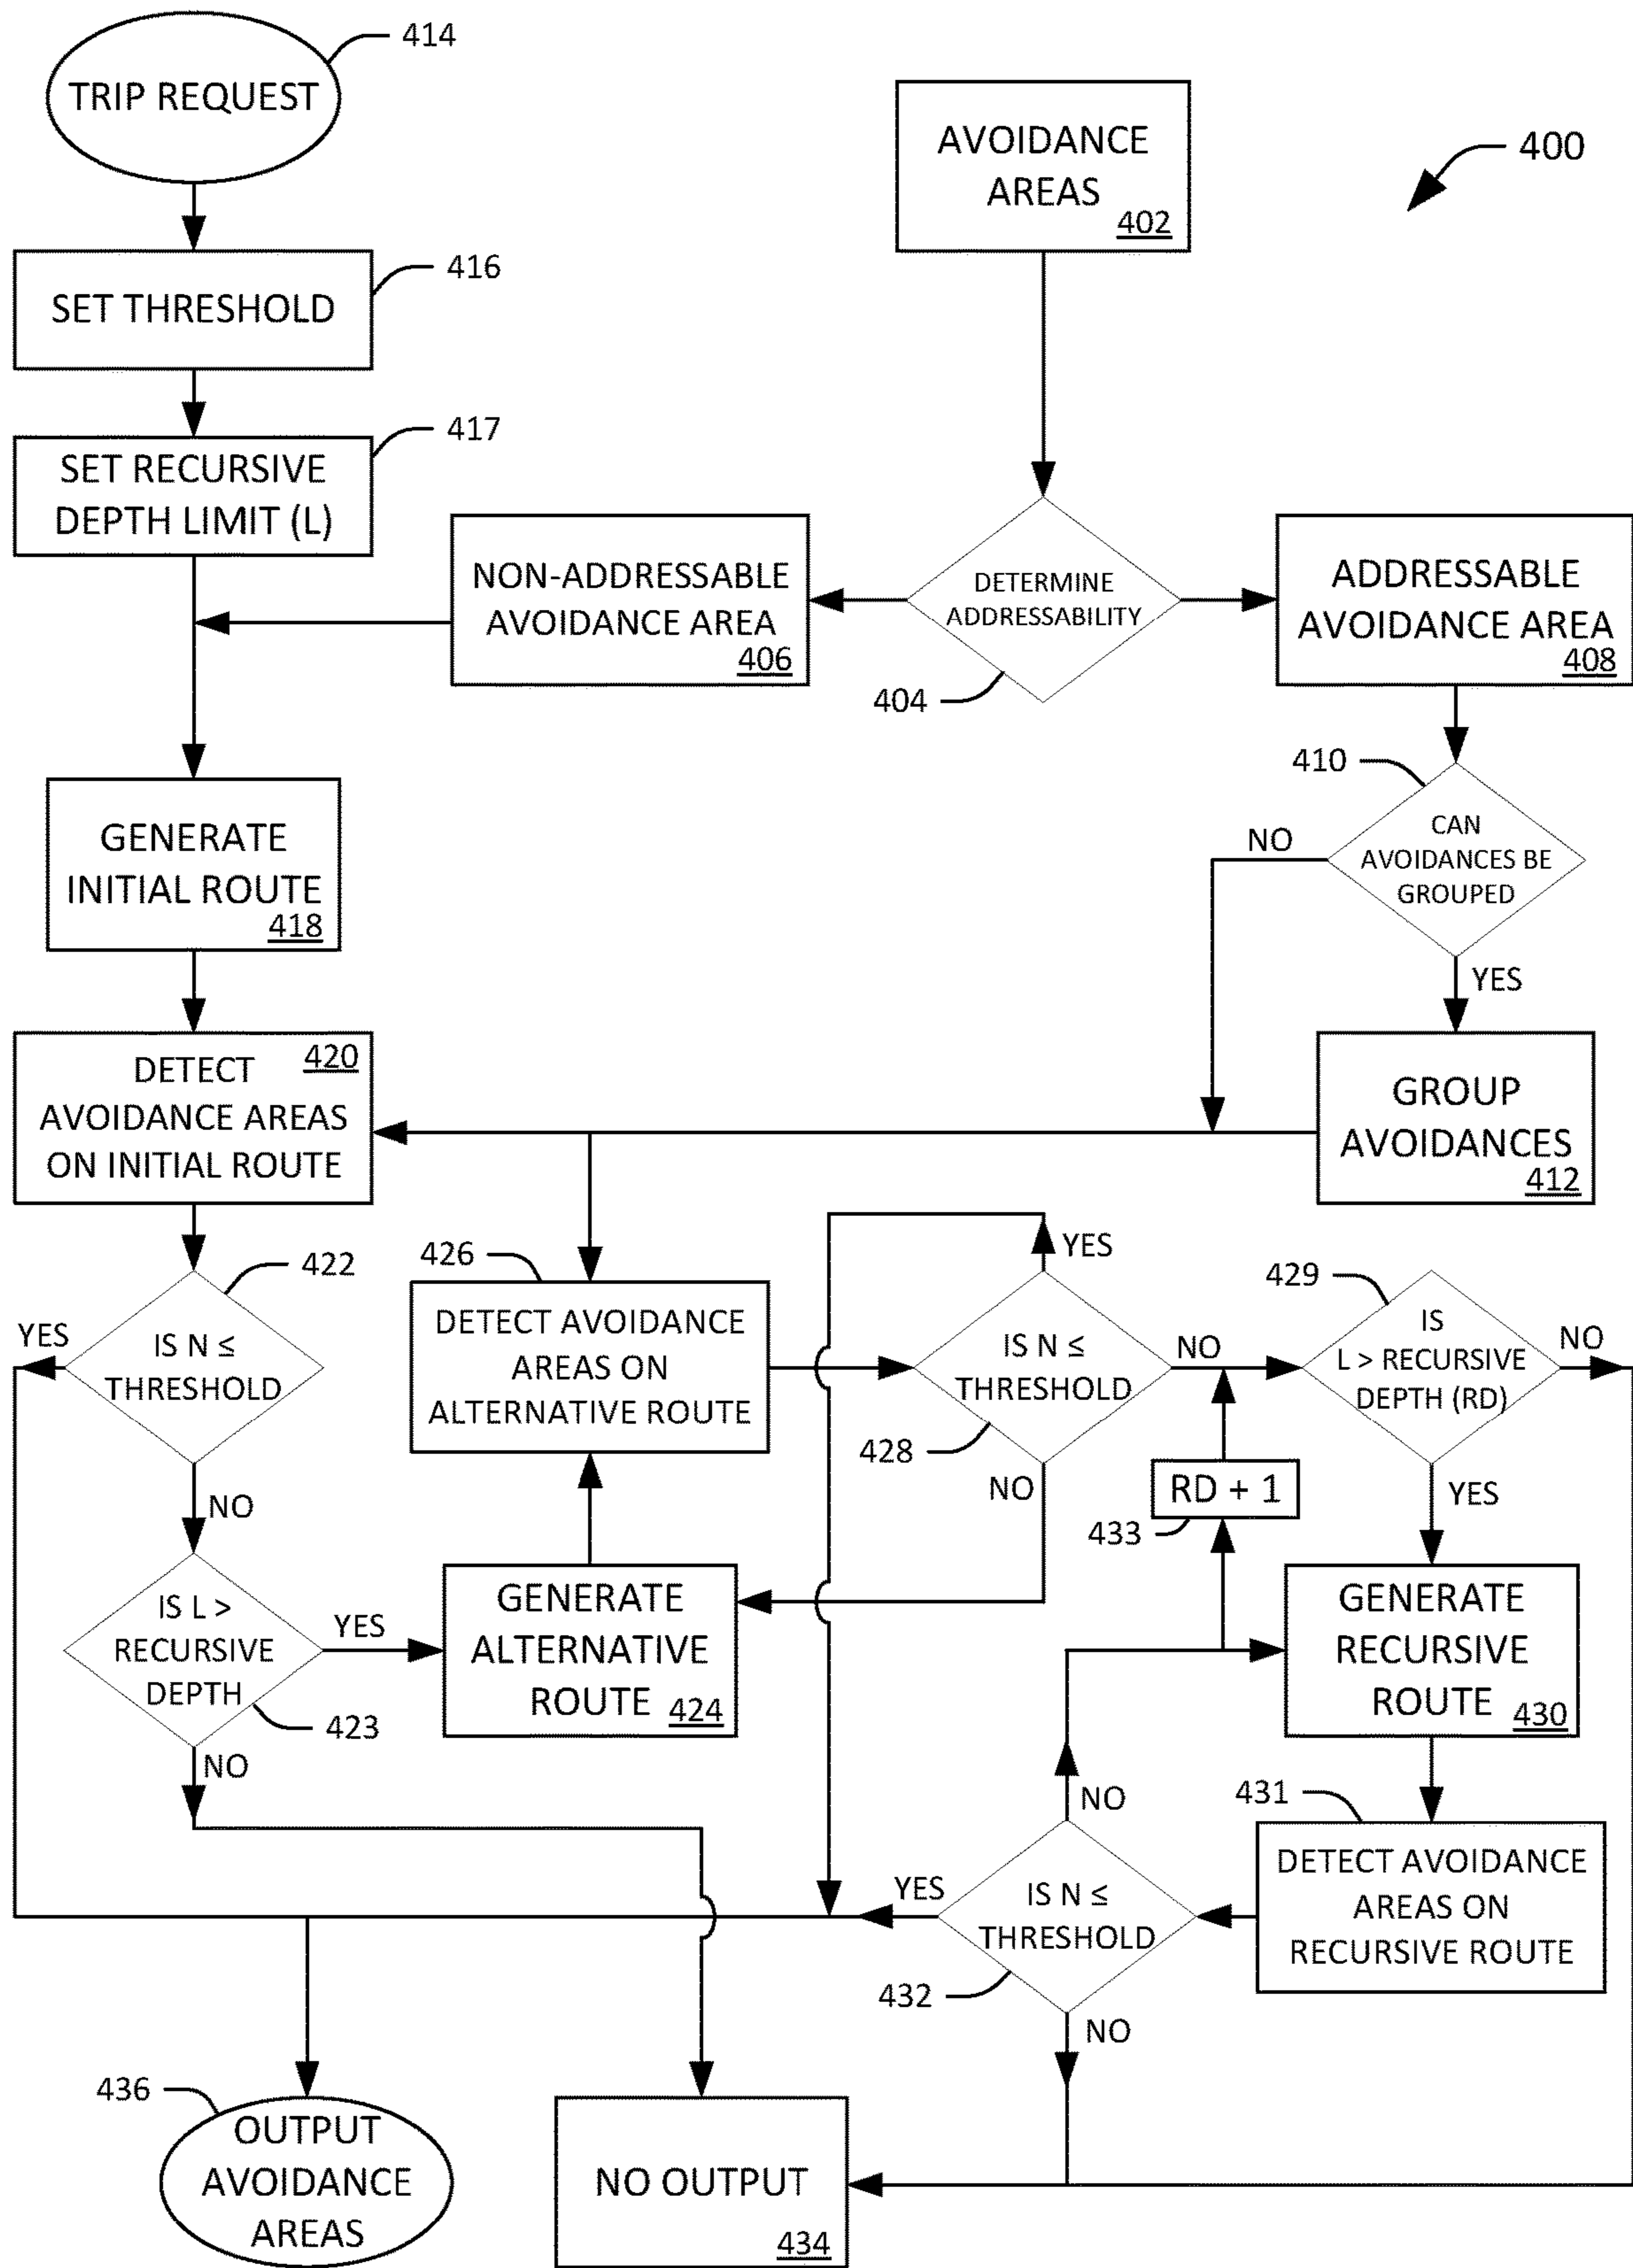 414
TRIP REQUEST
AVOIDANCE
AREAS
402
400
416
SET THRESHOLD
417
SET RECURSIVE
DEPTH LIMIT (L)
NON-ADDRESSABLE
AVOIDANCE AREA
406
DETERMINE
ADDRESSABILITY
404
ADDRESSABLE
AVOIDANCE AREA
408
410
CAN
AVOIDANCES BE
GROUPED
NO
YES
GENERATE
INITIAL ROUTE
418
420
DETECT
AVOIDANCE AREAS
ON INITIAL ROUTE
GROUP
AVOIDANCES
412
422
YES
IS N ≤
THRESHOLD
NO
426
DETECT AVOIDANCE
AREAS ON
ALTERNATIVE ROUTE
YES
IS N ≤
THRESHOLD
428
NO
NO
429
IS
L > RECURSIVE
DEPTH (RD)
NO
YES
RD + 1
433
IS L >
RECURSIVE
DEPTH
423
YES
NO
GENERATE
ALTERNATIVE
ROUTE
424
GENERATE
RECURSIVE
ROUTE
430
431
DETECT AVOIDANCE
AREAS ON
RECURSIVE ROUTE
NO
YES
IS N ≤
THRESHOLD
432
NO
436
OUTPUT
AVOIDANCE
AREAS
NO OUTPUT
434